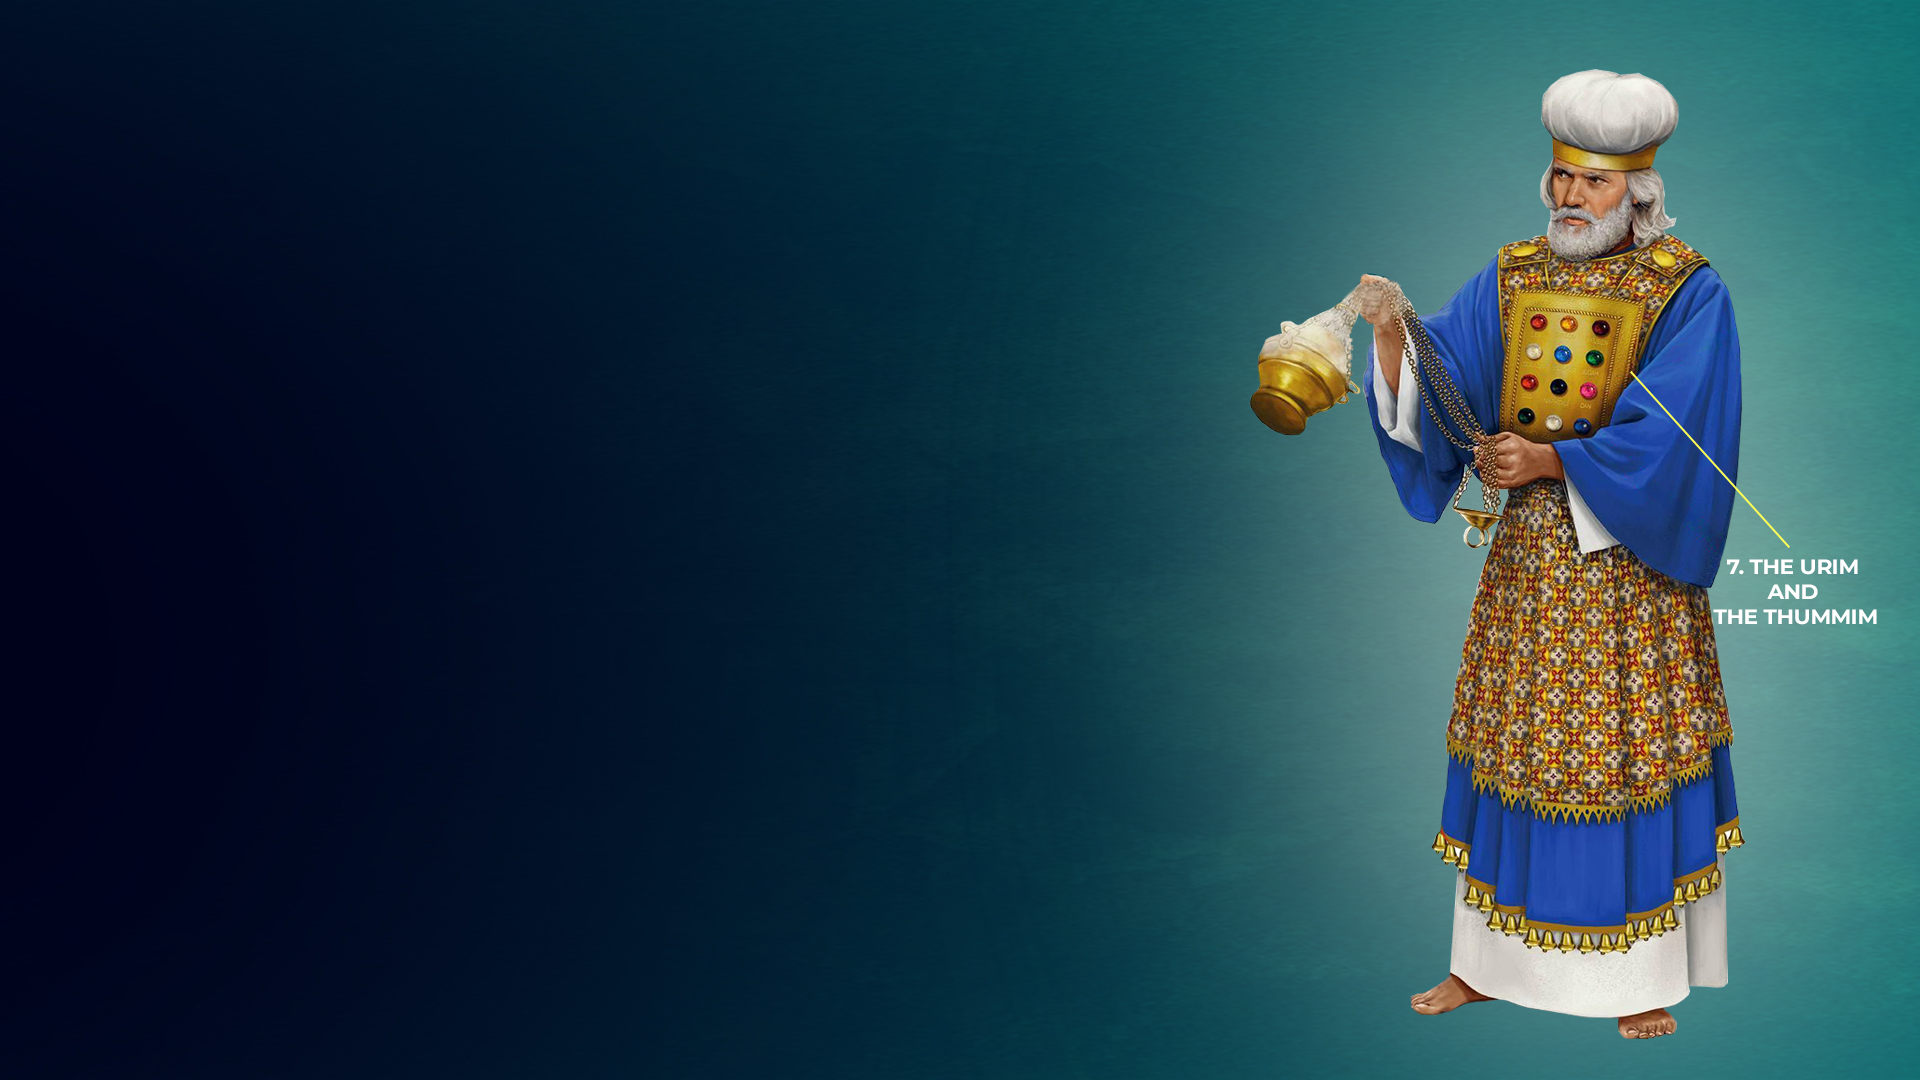 7. THE URIM
AND
THE THUMMIM